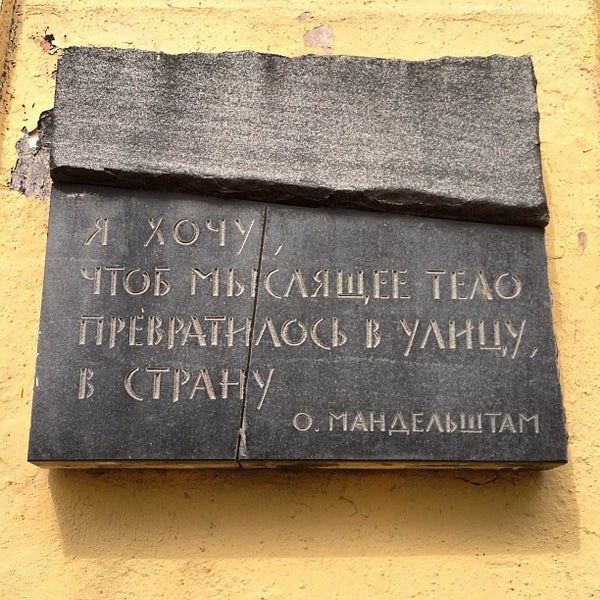 Я ХОЧУ,
ЧТОБ МЫСЛЯЩЕЕ ТЕЛО
ПРЕВРАТИЛОСЬ В УЛИЦУ,
В СТРАНУ
О. МАНДЕЛЬШТАМ